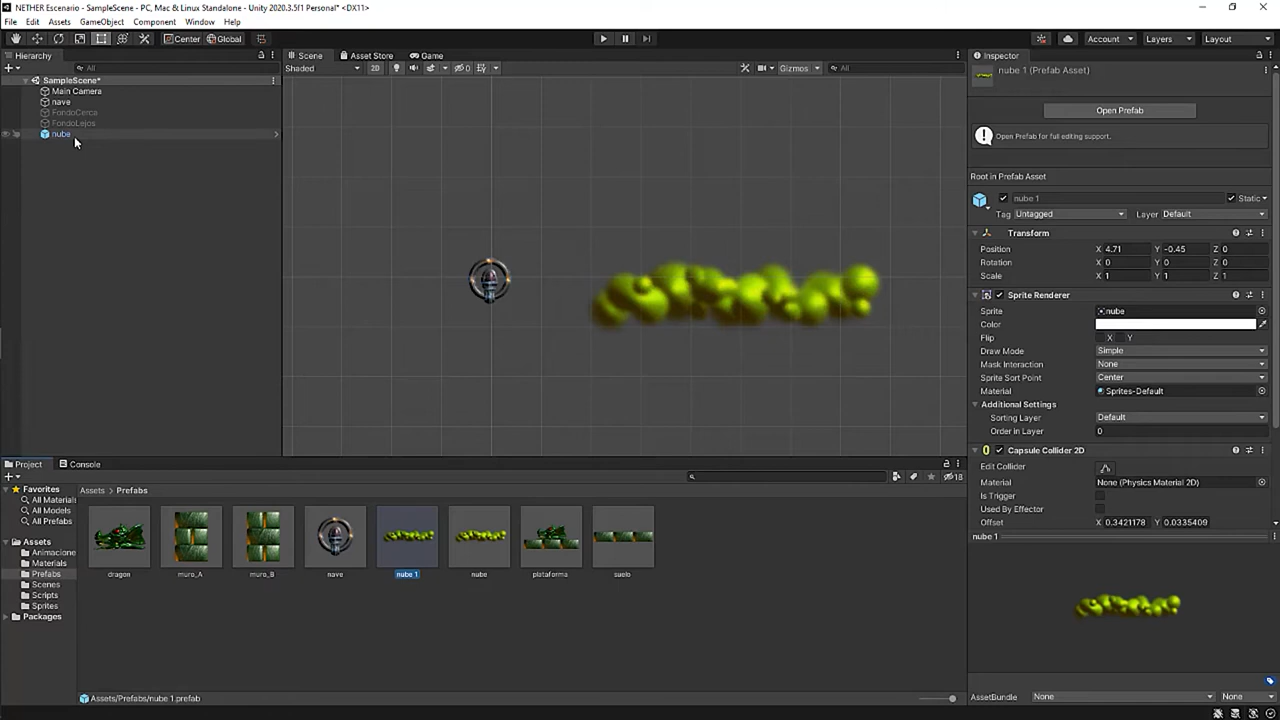 NETHER Escenario - SampleScene - PC, Mac & Linux Standalone - Unity 2020.3.5f1 Personal* <DX11>
File Edit Assets GameObject Component Window Help
Center Global Account Layers Layout
Hierarchy
All
SampleScene*
Main Camera
nave
FondoCerca
FondoLejos
nube
Scene Asset Store Game
Shaded 2D 0 Gizmos All
Inspector
nube 1 (Prefab Asset)
Open Prefab
Open Prefab for full editing support.
Root in Prefab Asset
nube 1 Static
Tag Untagged Layer Default
Transform
Position X 4.71 Y -0.45 Z 0
Rotation X 0 Y 0 Z 0
Scale X 1 Y 1 Z 1
Sprite Renderer
Sprite nube
Color
Flip X Y
Draw Mode Simple
Mask Interaction None
Sprite Sort Point Center
Material Sprites-Default
Additional Settings
Sorting Layer Default
Order in Layer 0
Capsule Collider 2D
Edit Collider
Material None (Physics Material 2D)
Is Trigger
Used By Effector
Offset X 0.3421178 Y 0.0335409
nube 1
AssetBundle None None
Project Console
18
Favorites
All Materials
All Models
All Prefabs
Assets
Animacione
Materials
Prefabs
Scenes
Scripts
Sprites
Packages
Assets > Prefabs
dragon muro_A muro_B nave nube 1 nube plataforma suelo
Assets/Prefabs/nube 1.prefab